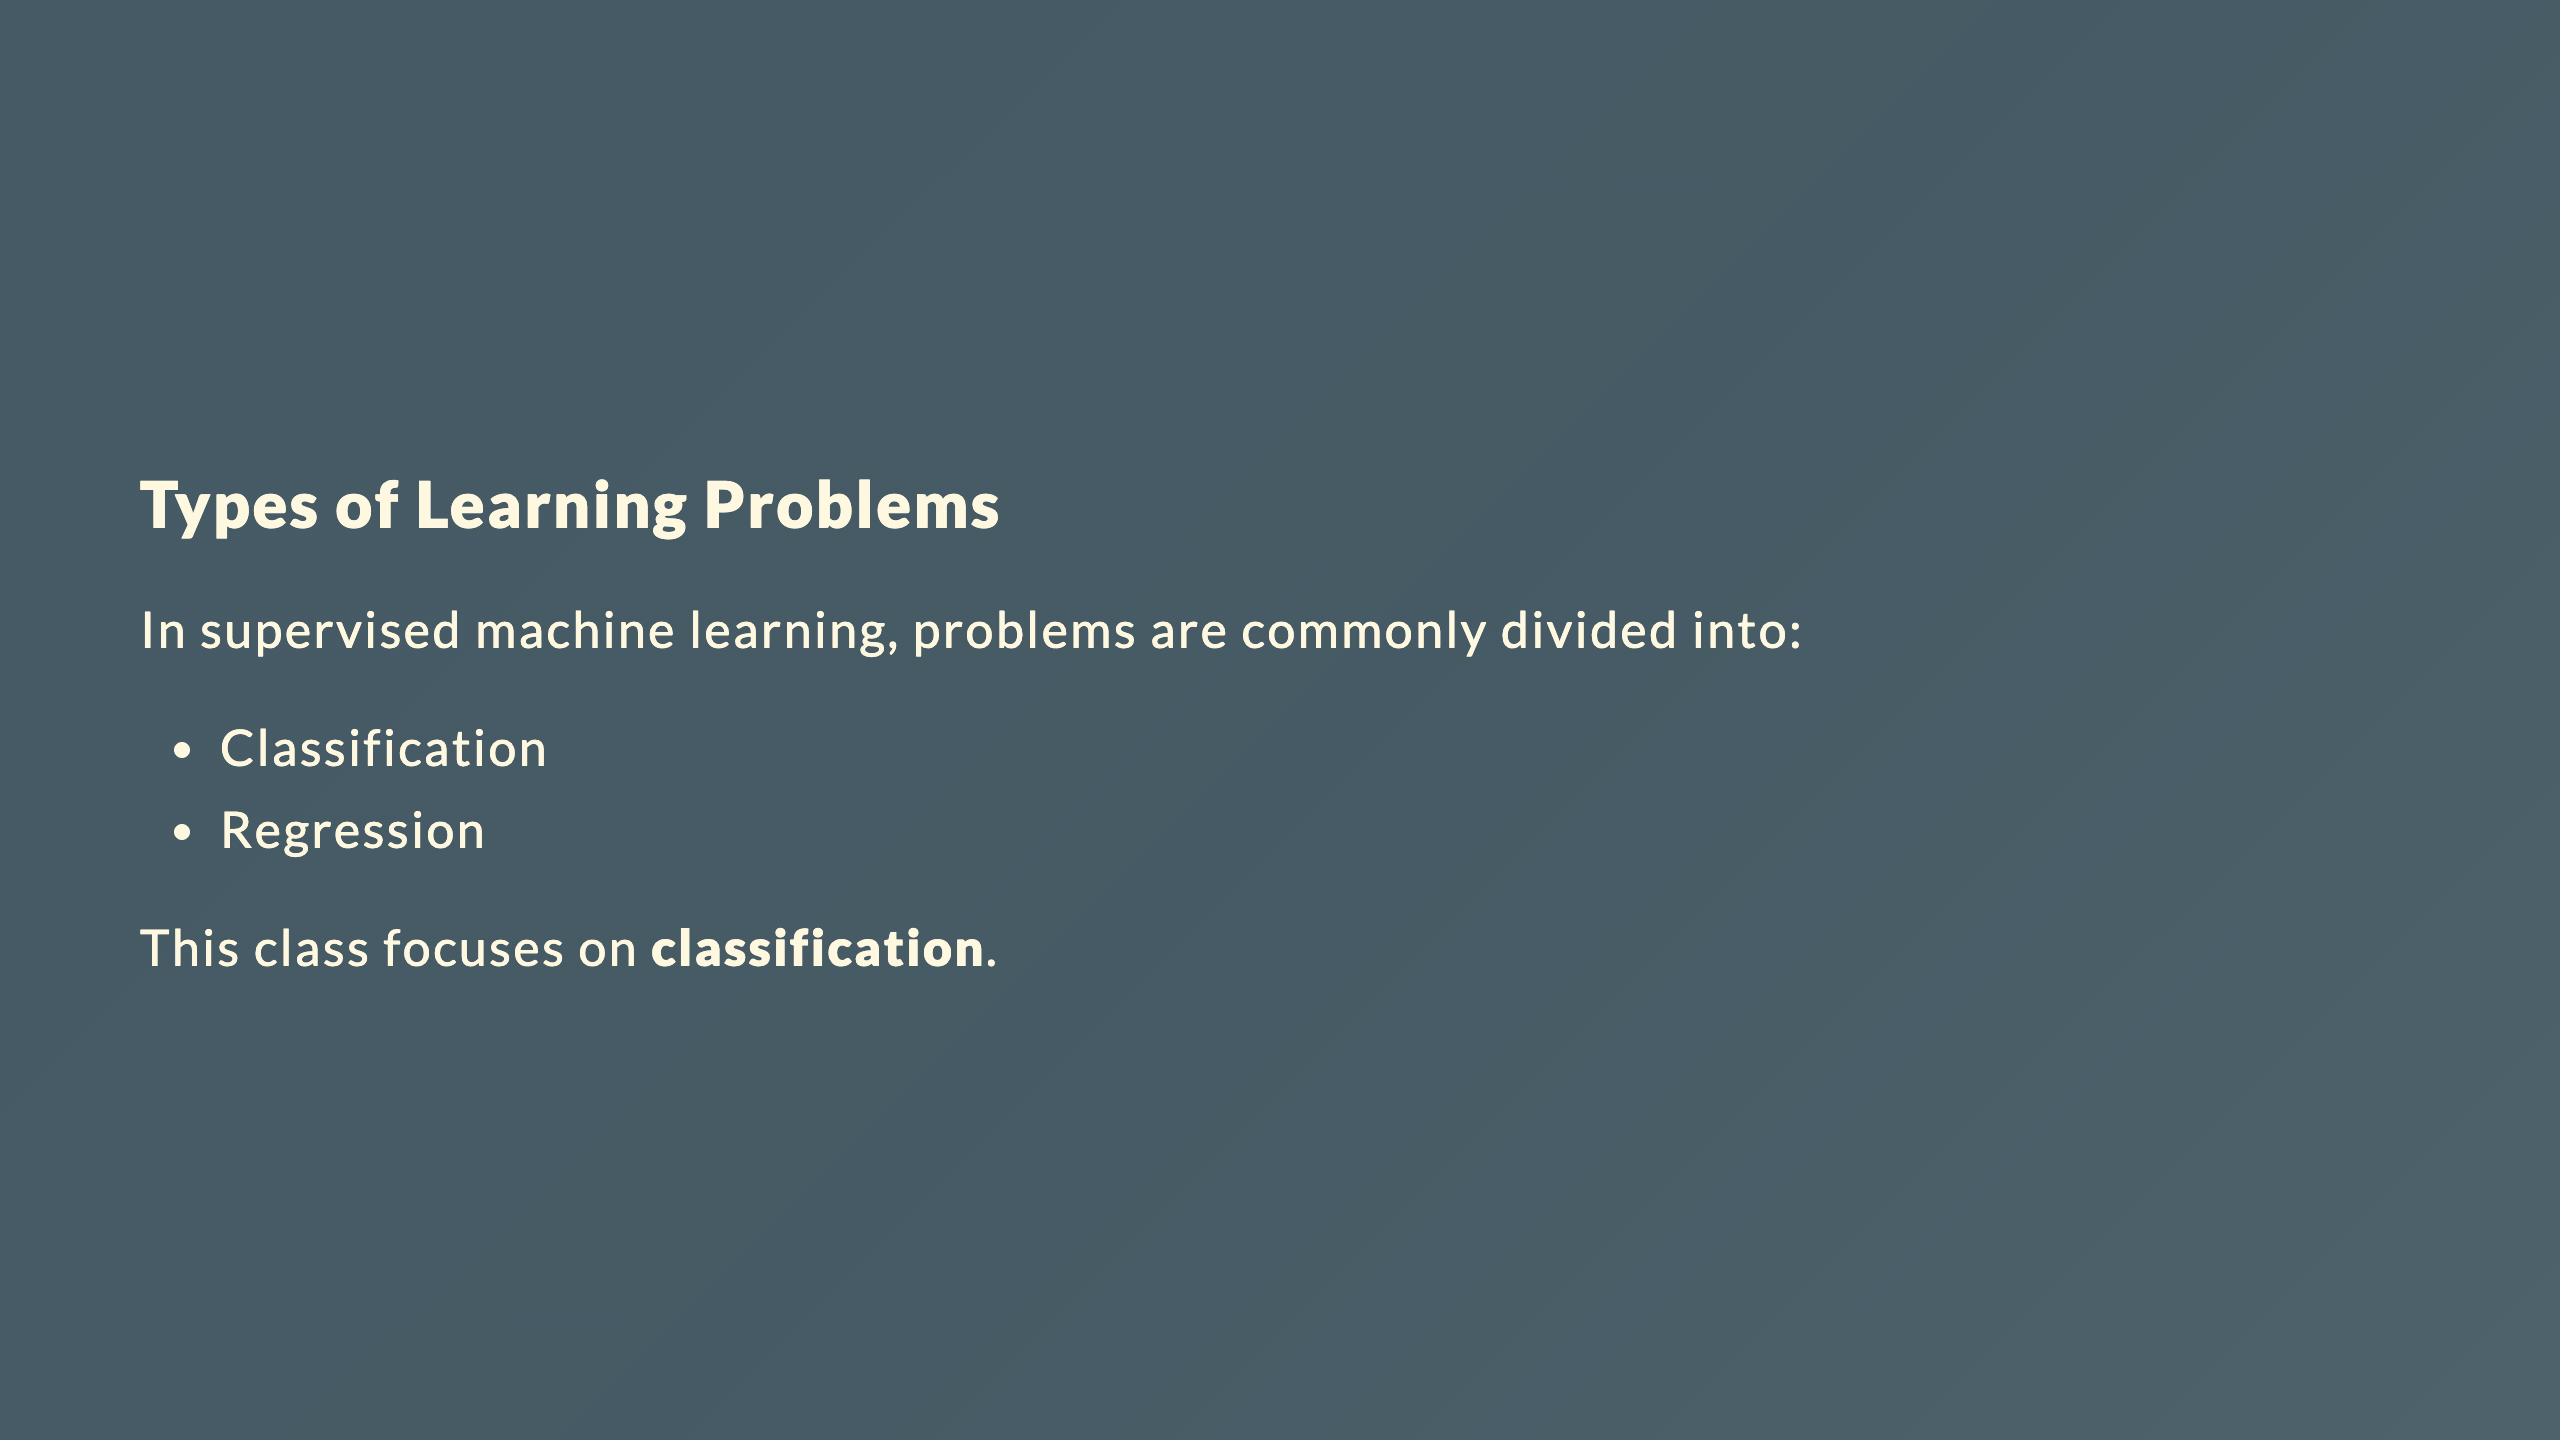 Types of Learning Problems
In supervised machine learning, problems are commonly divided into:
• Classification
• Regression
This class focuses on classification.